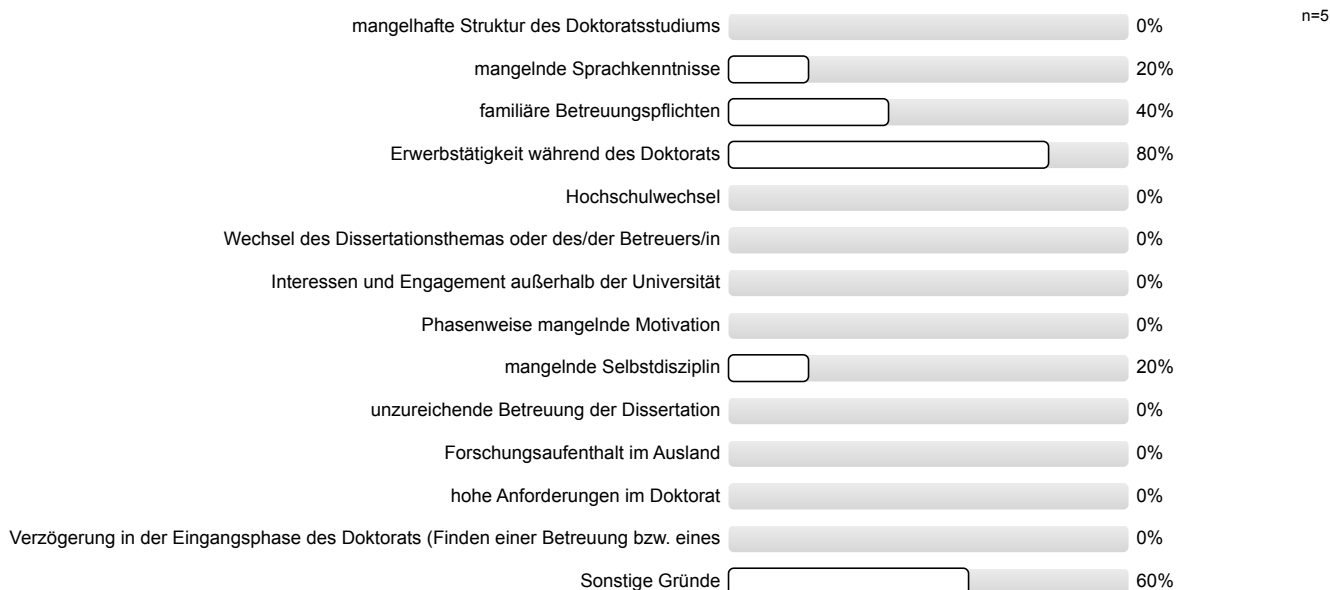 n=5
mangelhafte Struktur des Doktoratsstudiums 0%
mangelnde Sprachkenntnisse 20%
familiäre Betreuungspflichten 40%
Erwerbstätigkeit während des Doktorats 80%
Hochschulwechsel 0%
Wechsel des Dissertationsthemas oder des/der Betreuers/in 0%
Interessen und Engagement außerhalb der Universität 0%
Phasenweise mangelnde Motivation 0%
mangelnde Selbstdisziplin 20%
unzureichende Betreuung der Dissertation 0%
Forschungsaufenthalt im Ausland 0%
hohe Anforderungen im Doktorat 0%
Verzögerung in der Eingangsphase des Doktorats (Finden einer Betreuung bzw. eines 0%
Sonstige Gründe 60%